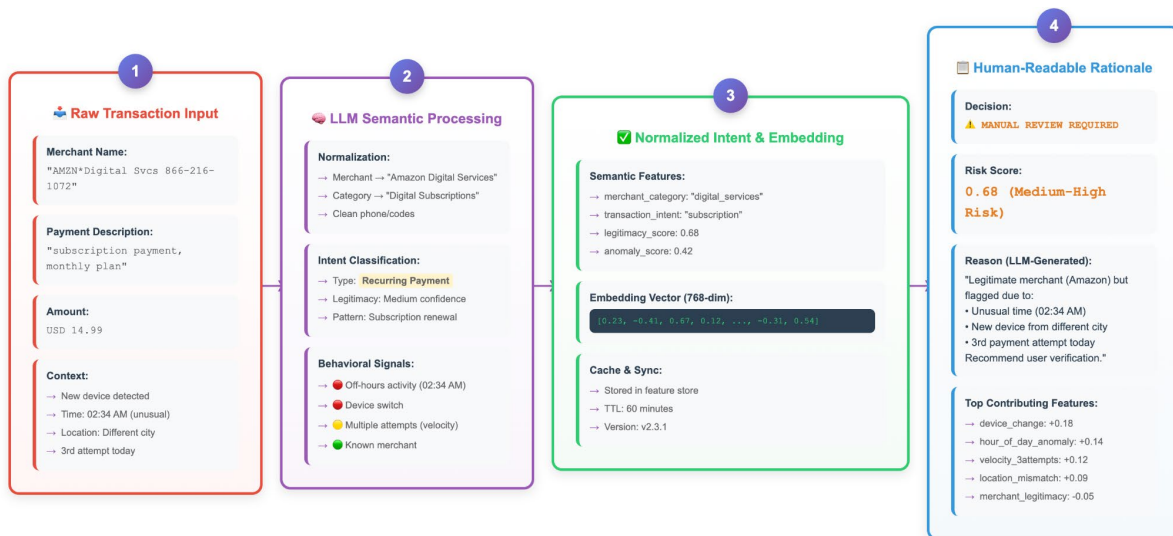 1
📥 Raw Transaction Input
Merchant Name:
"AMZN*Digital Svcs 866-216-
1072"
Payment Description:
"subscription payment,
monthly plan"
Amount:
USD 14.99
Context:
→ New device detected
→ Time: 02:34 AM (unusual)
→ Location: Different city
→ 3rd attempt today
2
🧠 LLM Semantic Processing
Normalization:
→ Merchant → "Amazon Digital Services"
→ Category → "Digital Subscriptions"
→ Clean phone/codes
Intent Classification:
→ Type: Recurring Payment
→ Legitimacy: Medium confidence
→ Pattern: Subscription renewal
Behavioral Signals:
→ 🔴 Off-hours activity (02:34 AM)
→ 🔴 Device switch
→ 🟡 Multiple attempts (velocity)
→ 🟢 Known merchant
3
✅ Normalized Intent & Embedding
Semantic Features:
→ merchant_category: "digital_services"
→ transaction_intent: "subscription"
→ legitimacy_score: 0.68
→ anomaly_score: 0.42
Embedding Vector (768-dim):
[0.23, -0.41, 0.67, 0.12, ..., -0.31, 0.54]
Cache & Sync:
→ Stored in feature store
→ TTL: 60 minutes
→ Version: v2.3.1
4
📋 Human-Readable Rationale
Decision:
⚠️ MANUAL REVIEW REQUIRED
Risk Score:
0.68 (Medium-High
Risk)
Reason (LLM-Generated):
"Legitimate merchant (Amazon) but
flagged due to:
• Unusual time (02:34 AM)
• New device from different city
• 3rd payment attempt today
Recommend user verification."
Top Contributing Features:
→ device_change: +0.18
→ hour_of_day_anomaly: +0.14
→ velocity_3attempts: +0.12
→ location_mismatch: +0.09
→ merchant_legitimacy: -0.05